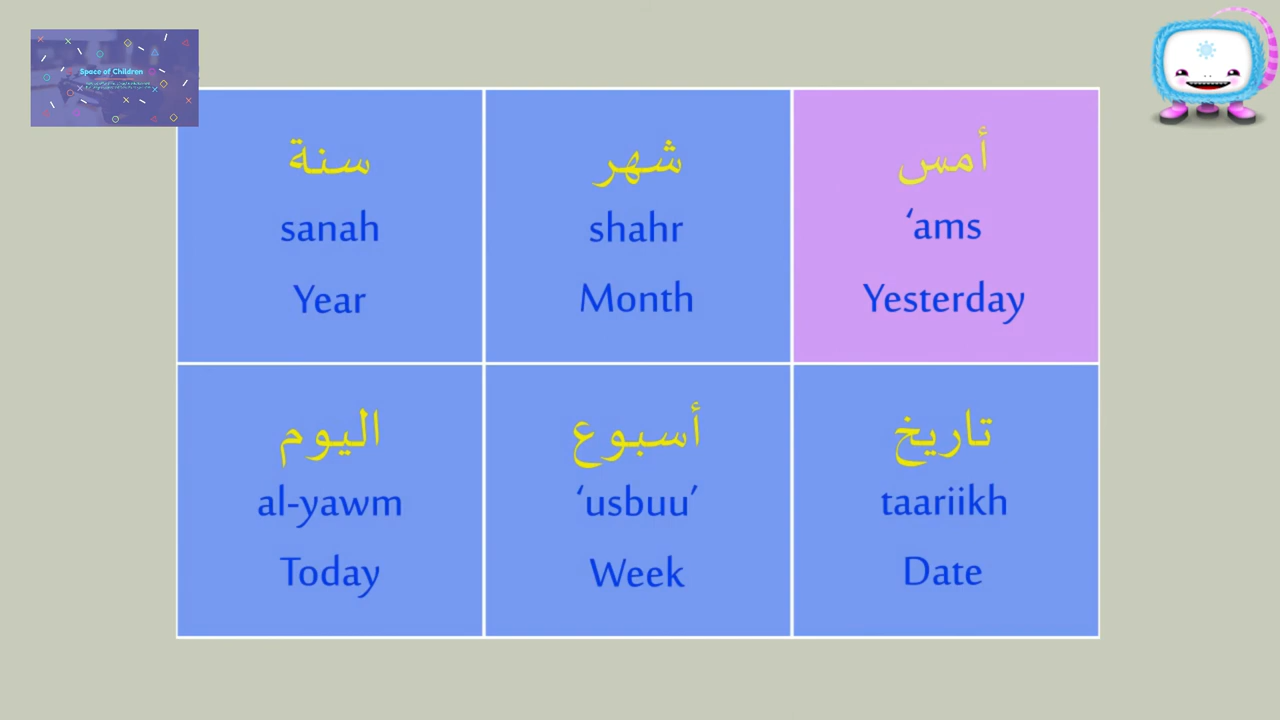 Space of Children
سنة
sanah
Year
شهر
shahr
Month
أمس
‘ams
Yesterday
اليوم
al-yawm
Today
أسبوع
‘usbuu’
Week
تاريخ
taariikh
Date